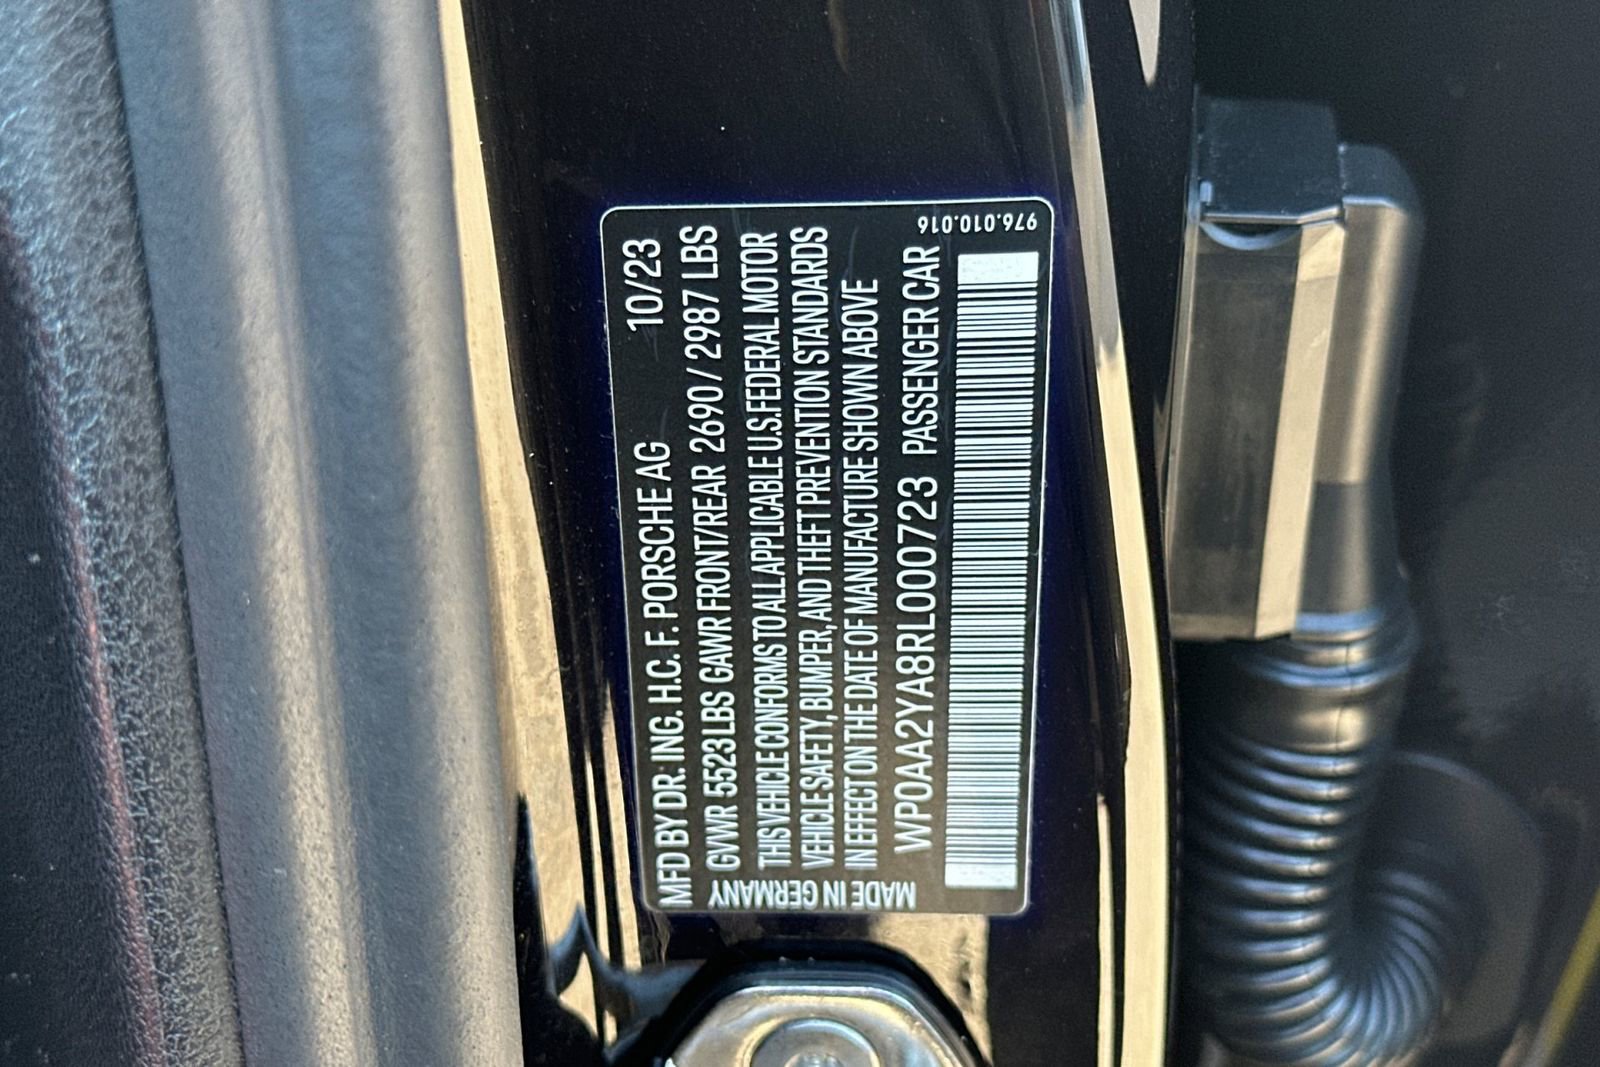 MFD BY DR. ING. H.C. F. PORSCHE AG 10/23
GVWR 5523 LBS GAWR FRONT/REAR 2690 / 2987 LBS
THIS VEHICLE CONFORMS TO ALL APPLICABLE U.S. FEDERAL MOTOR
VEHICLE SAFETY, BUMPER, AND THEFT PREVENTION STANDARDS
IN EFFECT ON THE DATE OF MANUFACTURE SHOWN ABOVE
WP0AA2YA8RL000723 PASSENGER CAR
MADE IN GERMANY
976.010.016